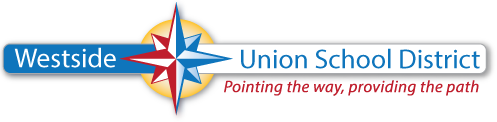 Westside Union School District
Pointing the way, providing the path